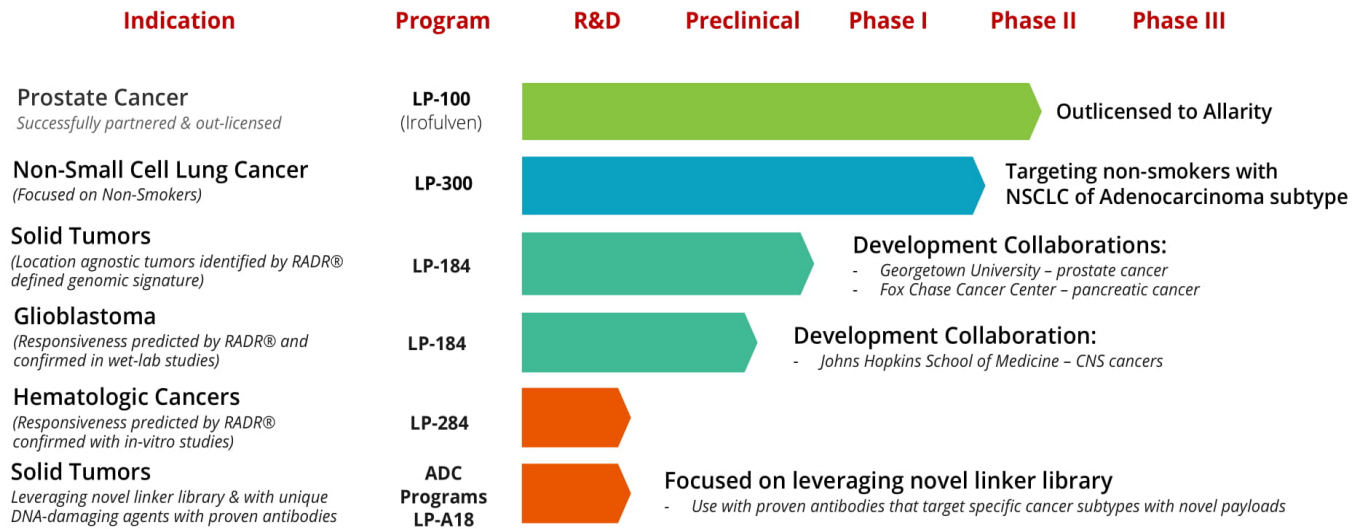 Indication Program R&D Preclinical Phase I Phase II Phase III
Prostate Cancer
Successfully partnered & out-licensed
LP-100
(Irofulven)
Outlicensed to Allarity
Non-Small Cell Lung Cancer
(Focused on Non-Smokers)
LP-300
Targeting non-smokers with
NSCLC of Adenocarcinoma subtype
Solid Tumors
(Location agnostic tumors identified by RADR®
defined genomic signature)
LP-184
Development Collaborations:
- Georgetown University – prostate cancer
- Fox Chase Cancer Center – pancreatic cancer
Glioblastoma
(Responsiveness predicted by RADR® and
confirmed in wet-lab studies)
LP-184
Development Collaboration:
- Johns Hopkins School of Medicine – CNS cancers
Hematologic Cancers
(Responsiveness predicted by RADR®
confirmed with in-vitro studies)
LP-284
Solid Tumors
Leveraging novel linker library & with unique
DNA-damaging agents with proven antibodies
ADC
Programs
LP-A18
Focused on leveraging novel linker library
- Use with proven antibodies that target specific cancer subtypes with novel payloads